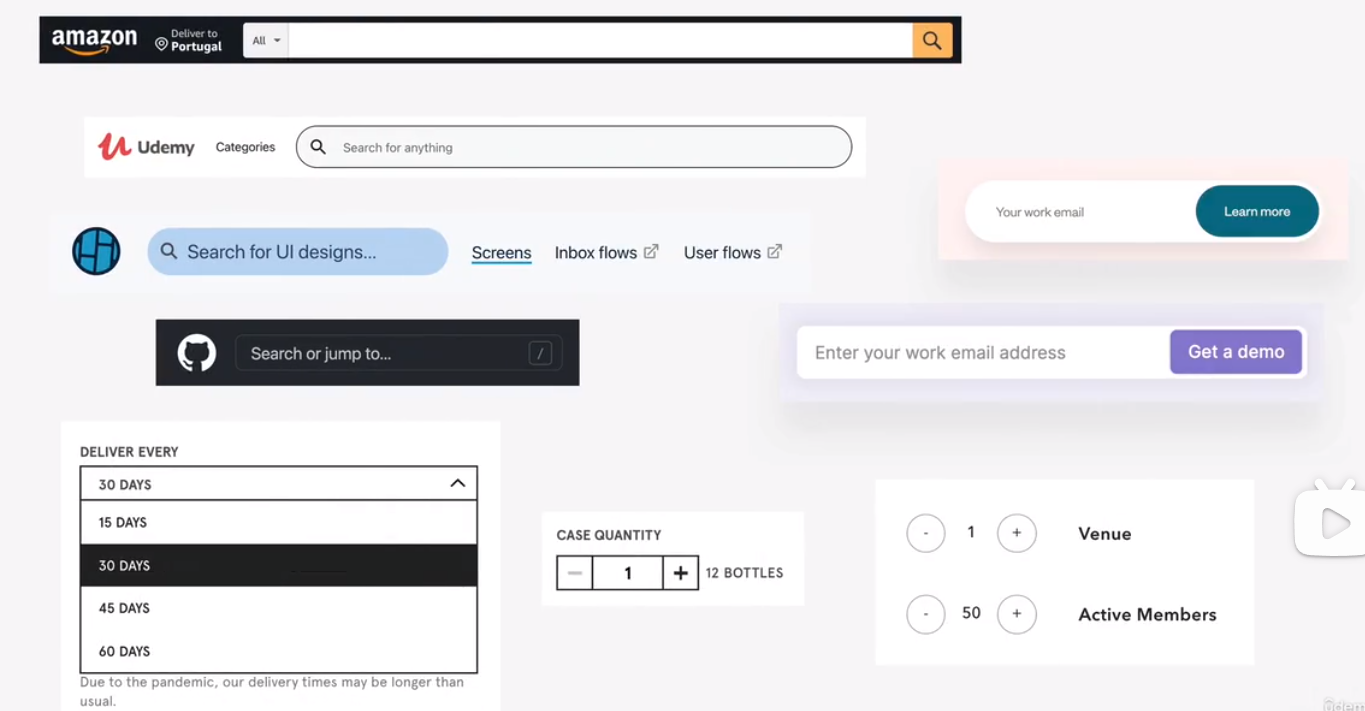 amazon
Deliver to
Portugal
All
Udemy
Categories
Search for anything
Your work email
Learn more
Search for UI designs...
Screens
Inbox flows
User flows
Search or jump to...
/
Enter your work email address
Get a demo
DELIVER EVERY
30 DAYS
15 DAYS
30 DAYS
45 DAYS
60 DAYS
Due to the pandemic, our delivery times may be longer than
usual.
CASE QUANTITY
− 1 + 12 BOTTLES
- 1 + Venue
- 50 + Active Members